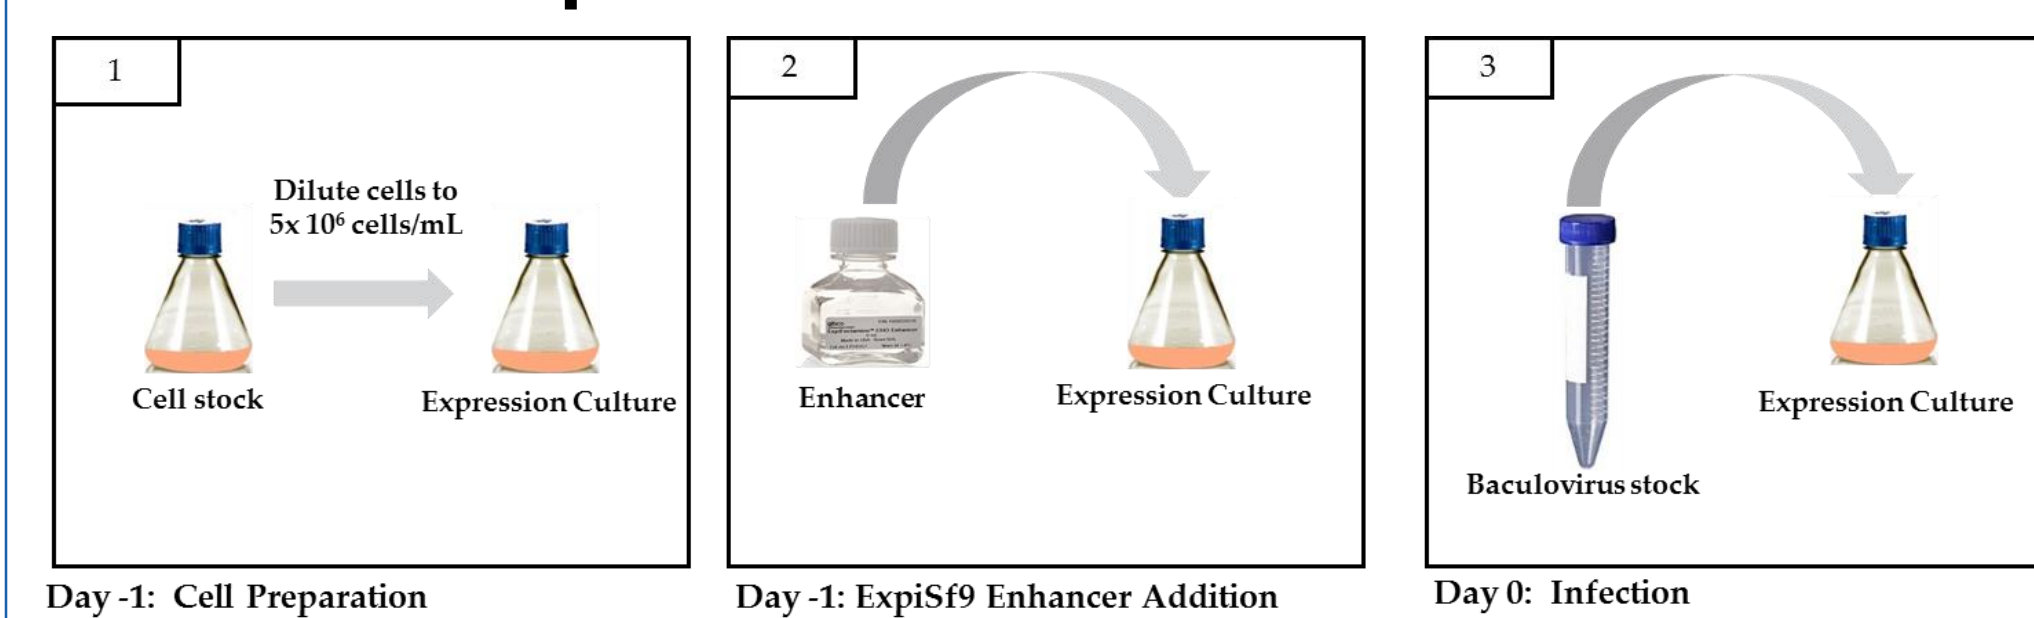 1
Dilute cells to
5x 10⁶ cells/mL
Cell stock
Expression Culture
Day -1: Cell Preparation
2
gibco
Enhancer
Expression Culture
Day -1: ExpiSf9 Enhancer Addition
3
Baculovirus stock
Expression Culture
Day 0: Infection